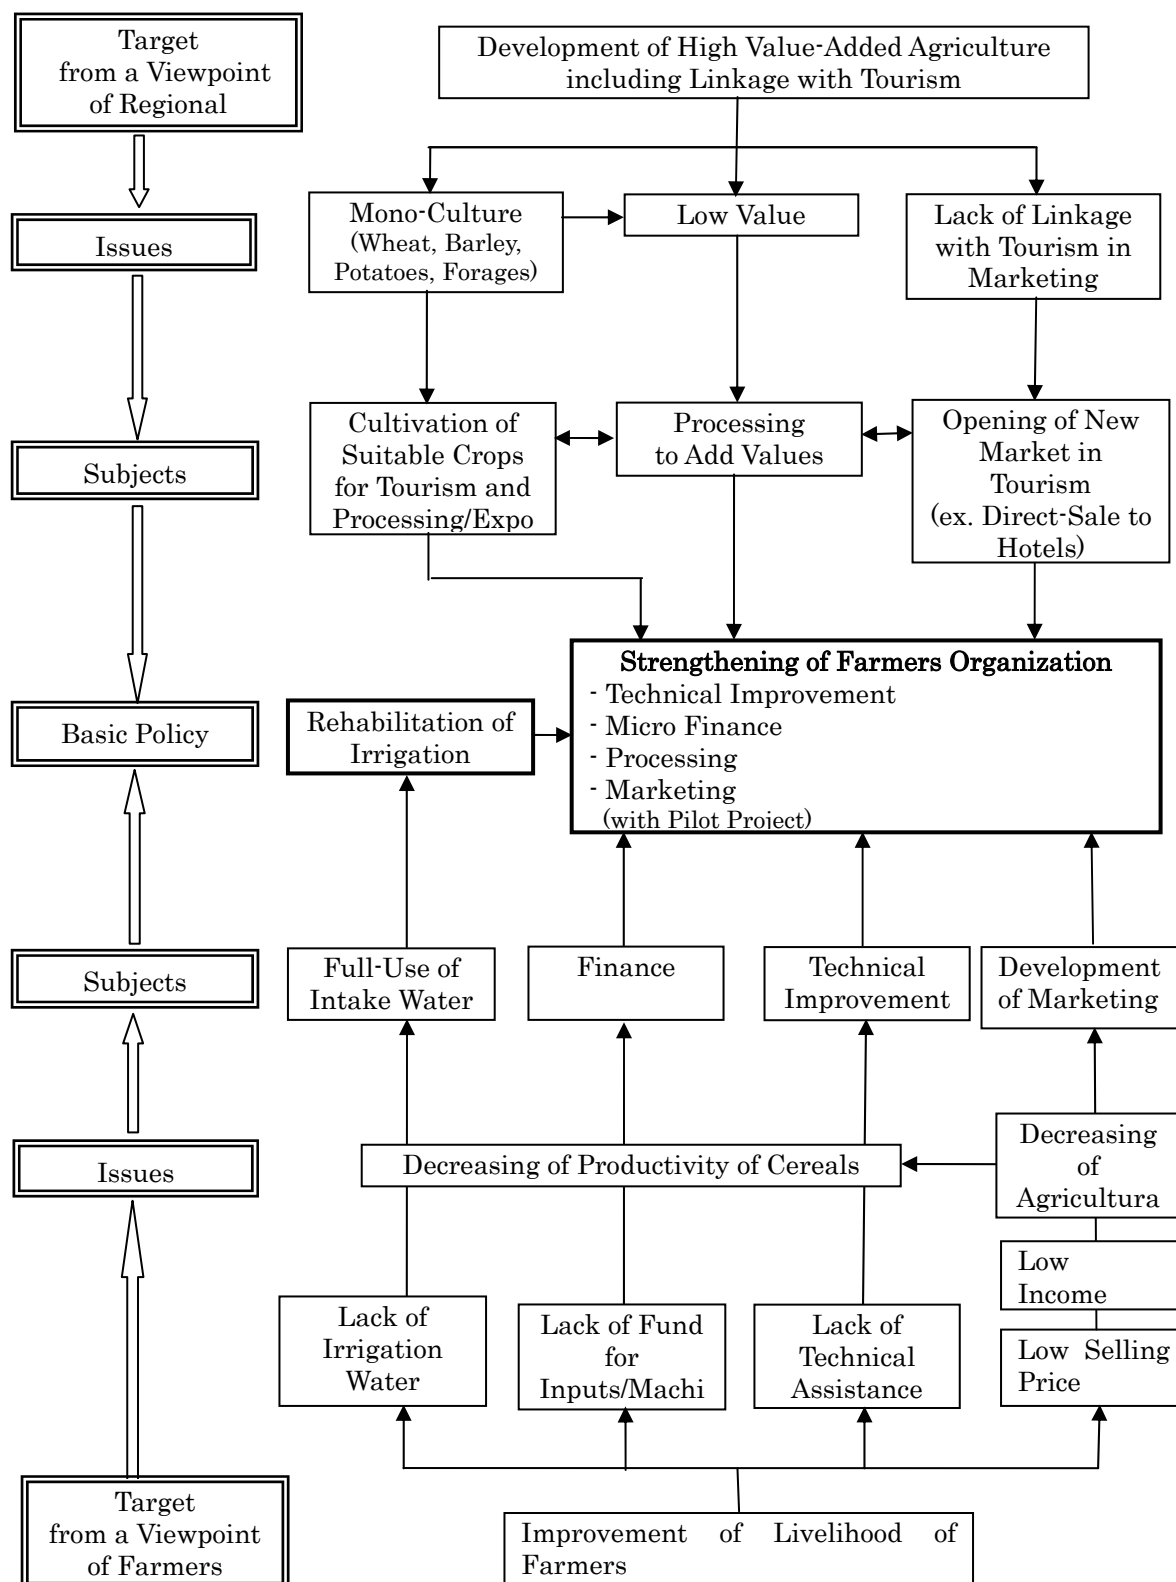 Target
from a Viewpoint
of Regional
Development of High Value-Added Agriculture
including Linkage with Tourism
Issues
Mono-Culture
(Wheat, Barley,
Potatoes, Forages)
Low Value
Lack of Linkage
with Tourism in
Marketing
Subjects
Cultivation of
Suitable Crops
for Tourism and
Processing/Expo
Processing
to Add Values
Opening of New
Market in
Tourism
(ex. Direct-Sale to
Hotels)
Basic Policy
Rehabilitation of
Irrigation
Strengthening of Farmers Organization
- Technical Improvement
- Micro Finance
- Processing
- Marketing
(with Pilot Project)
Subjects
Full-Use of
Intake Water
Finance
Technical
Improvement
Development
of Marketing
Issues
Decreasing of Productivity of Cereals
Decreasing
of
Agricultura
Low
Income
Lack of
Irrigation
Water
Lack of Fund
for
Inputs/Machi
Lack of
Technical
Assistance
Low Selling
Price
Target
from a Viewpoint
of Farmers
Improvement of Livelihood of
Farmers